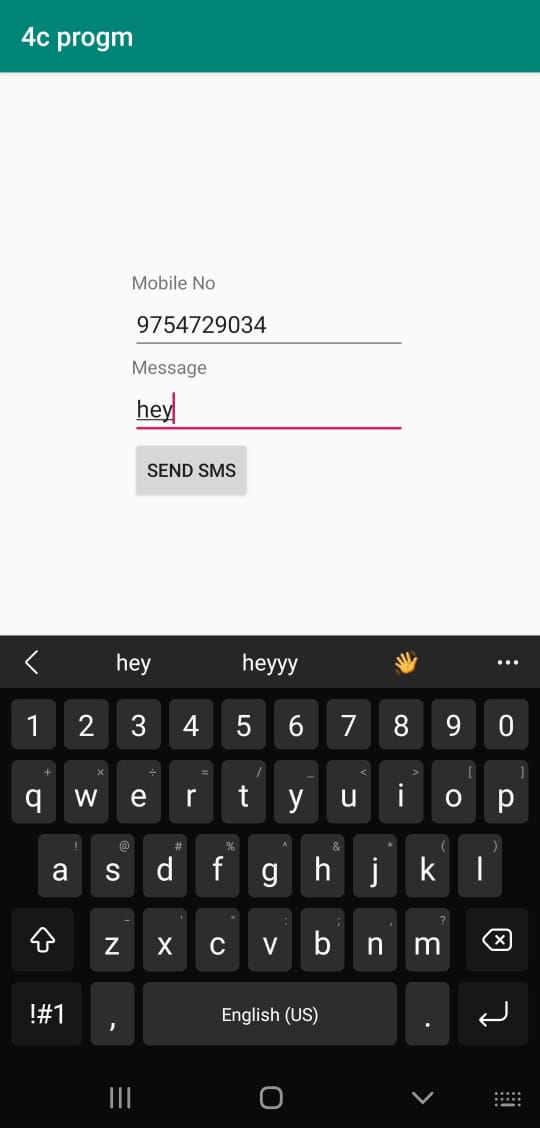 4c progm
Mobile No
9754729034
Message
hey
SEND SMS
hey heyyy 👋 •••
1 2 3 4 5 6 7 8 9 0
+ × ÷ = / _ < > [ ]
q w e r t y u i o p
! @ # % ^ & * ( )
a s d f g h j k l
- ' " : ; , ?
z x c v b n m
!#1 , English (US) .